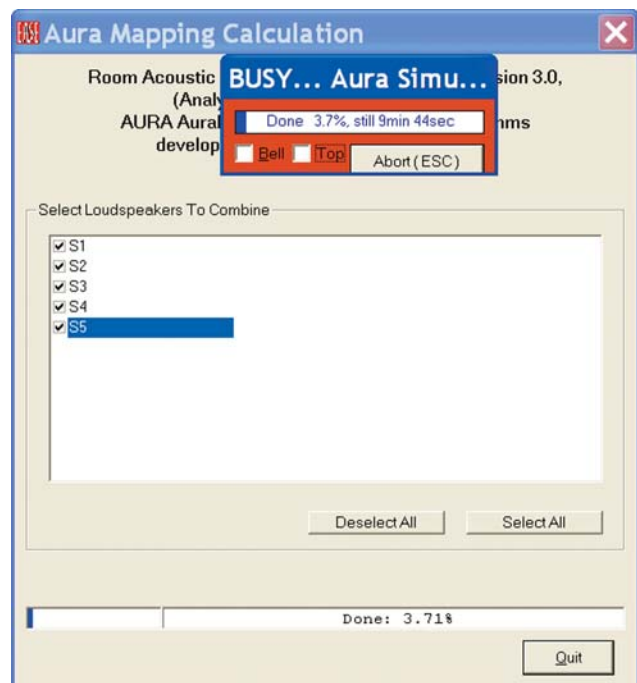 EASE Aura Mapping Calculation
Room Acoustic
sion 3.0,
(Analy
AURA Aural
hms
develop
BUSY... Aura Simu...
Done 3.7%, still 9min 44sec
Bell Top Abort (ESC)
Select Loudspeakers To Combine
S1
S2
S3
S4
S5
Deselect All Select All
Done: 3.71%
Quit